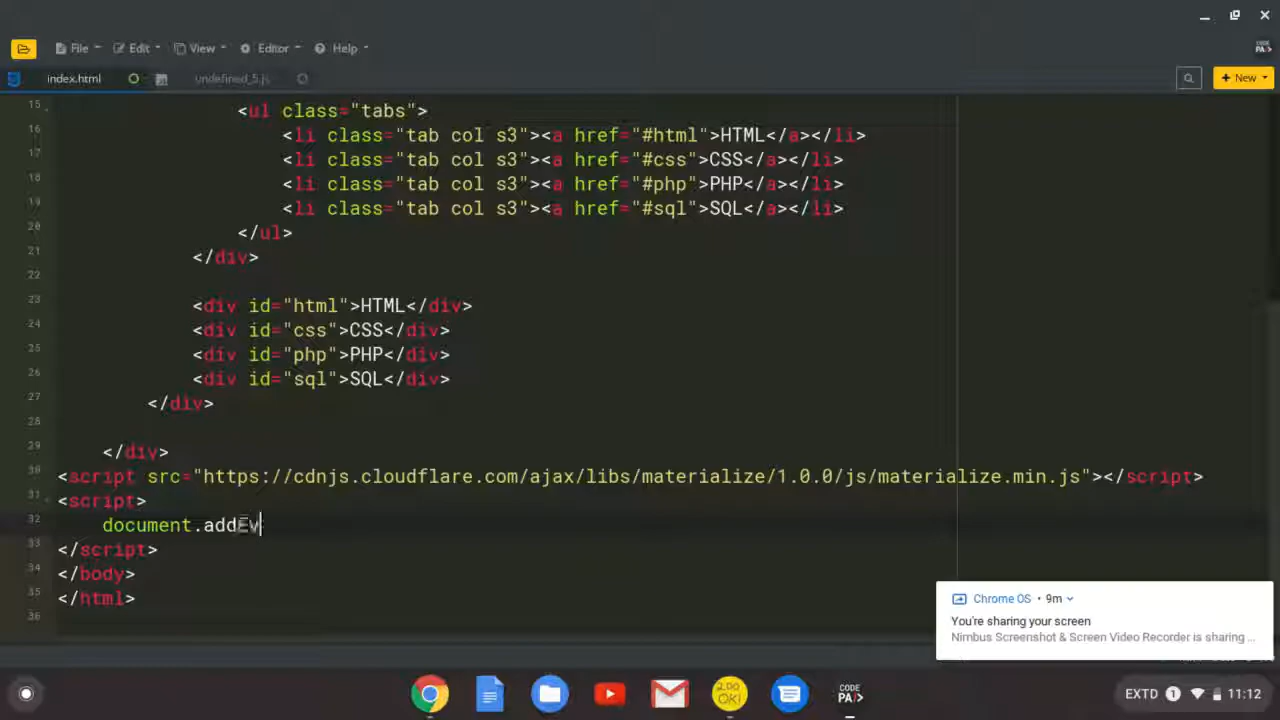 File Edit View Editor Help
CODE
PA/>
index.html undefined_5.js + New
15 <ul class="tabs">
16 <li class="tab col s3"><a href="#html">HTML</a></li>
17 <li class="tab col s3"><a href="#css">CSS</a></li>
18 <li class="tab col s3"><a href="#php">PHP</a></li>
19 <li class="tab col s3"><a href="#sql">SQL</a></li>
20 </ul>
21 </div>
22
23 <div id="html">HTML</div>
24 <div id="css">CSS</div>
25 <div id="php">PHP</div>
26 <div id="sql">SQL</div>
27 </div>
28
29 </div>
30 <script src="https://cdnjs.cloudflare.com/ajax/libs/materialize/1.0.0/js/materialize.min.js"></script>
31 <script>
32 document.addEv
33 </script>
34 </body>
35 </html>
36
Chrome OS • 9m
You're sharing your screen
Nimbus Screenshot & Screen Video Recorder is sharing ...
CODE
PA/>
EXTD 1 11:12